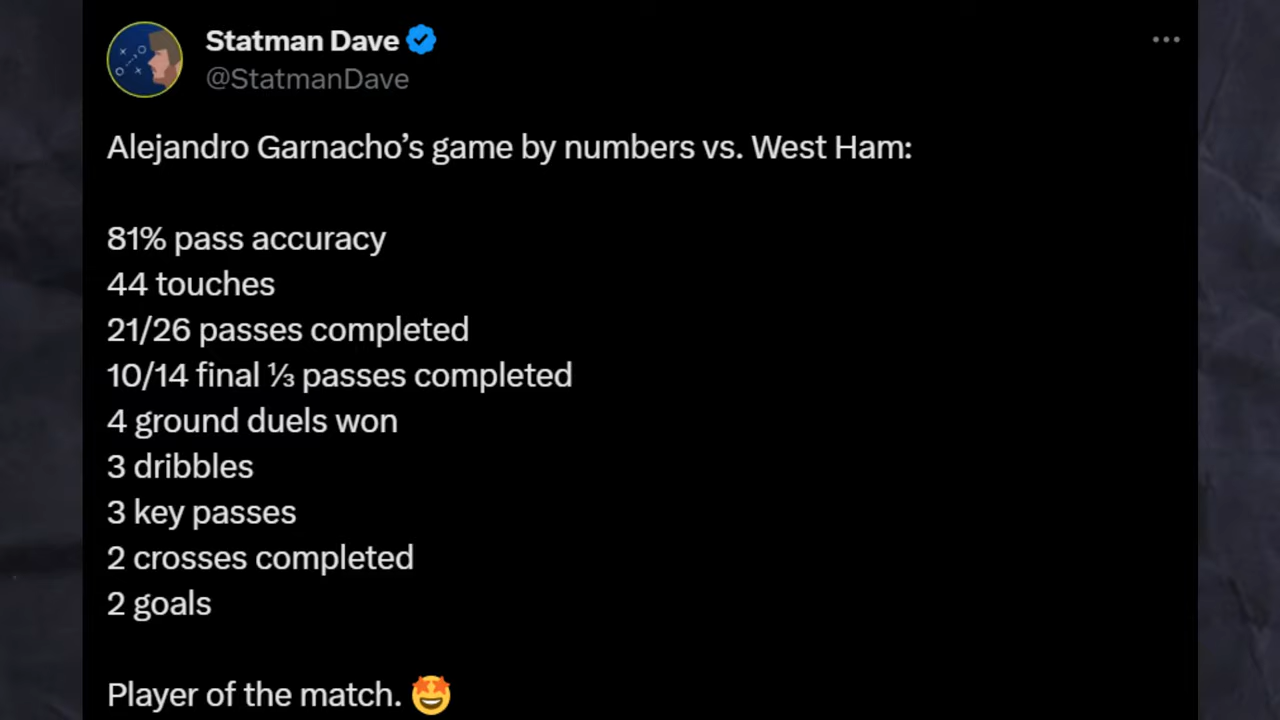 Statman Dave
@StatmanDave
Alejandro Garnacho’s game by numbers vs. West Ham:
81% pass accuracy
44 touches
21/26 passes completed
10/14 final ⅓ passes completed
4 ground duels won
3 dribbles
3 key passes
2 crosses completed
2 goals
Player of the match. 🤩